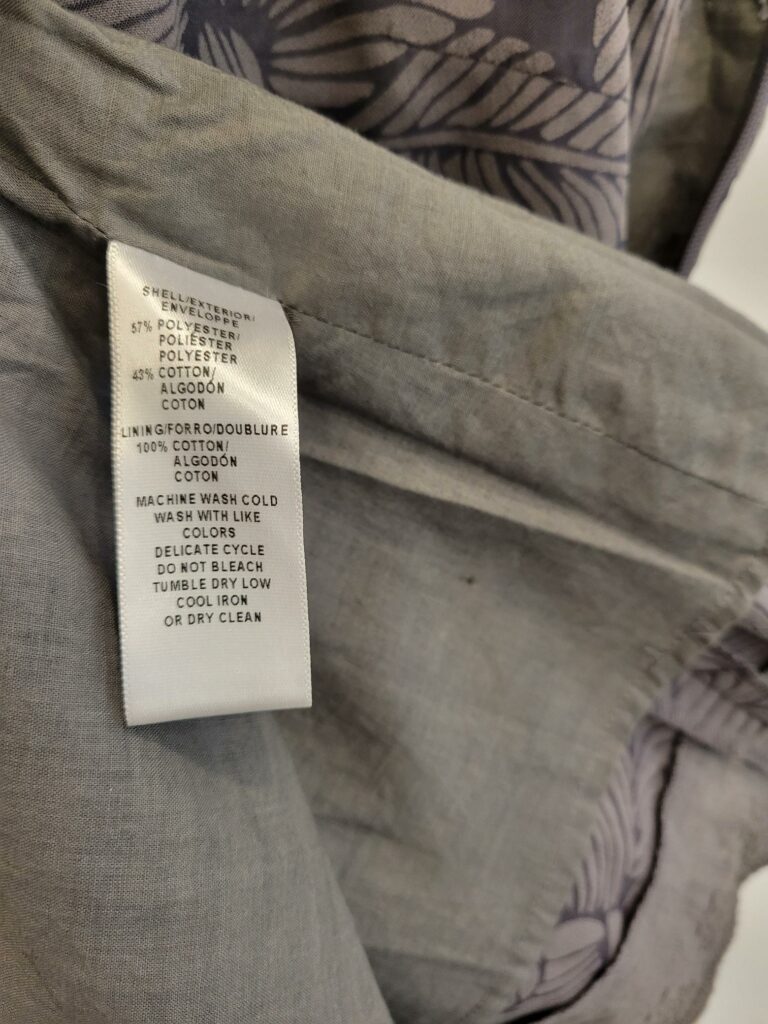 SHELL/EXTERIOR/
ENVELOPPE
57% POLYESTER/
POLIÉSTER
POLYESTER
43% COTTON/
ALGODÓN
COTON
LINING/FORRO/DOUBLURE
100% COTTON/
ALGODÓN
COTON
MACHINE WASH COLD
WASH WITH LIKE
COLORS
DELICATE CYCLE
DO NOT BLEACH
TUMBLE DRY LOW
COOL IRON
OR DRY CLEAN